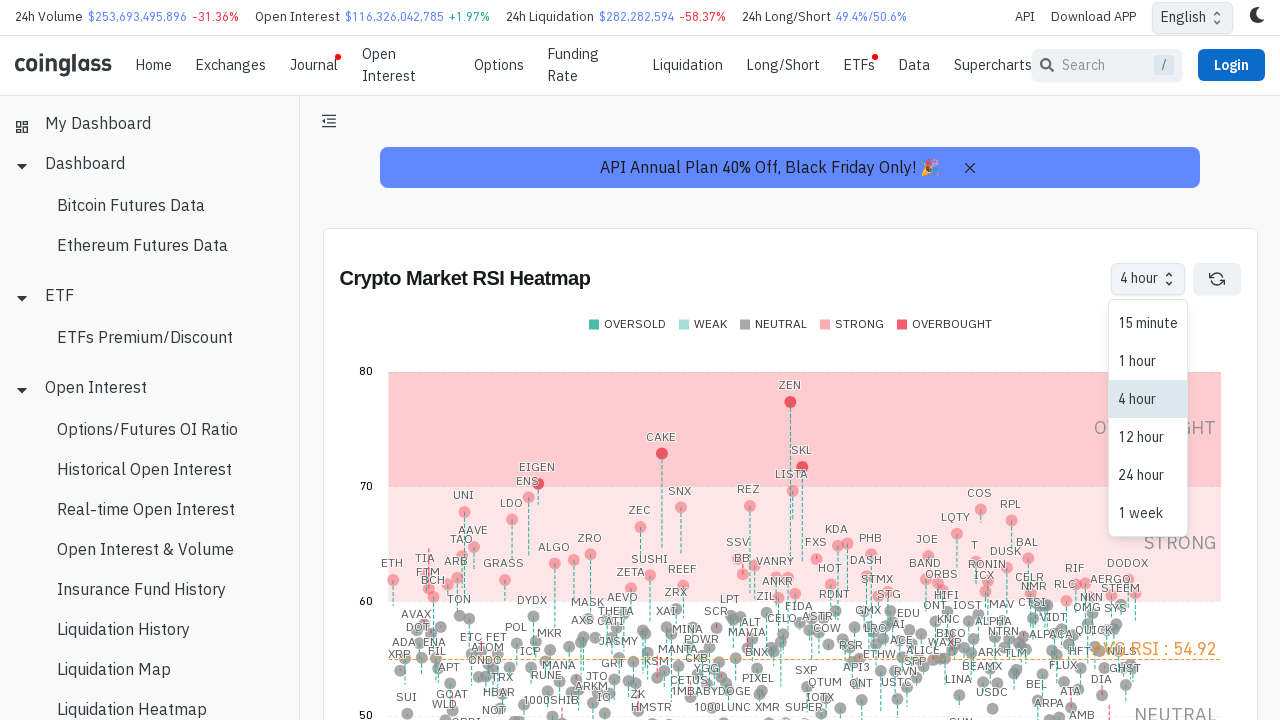 24h Volume $253,693,495,896 -31.36% Open Interest $116,326,042,785 +1.97% 24h Liquidation $282,282,594 -58.37% 24h Long/Short 49.4%/50.6% API Download APP English
coinglass Home Exchanges Journal Open Interest Options Funding Rate Liquidation Long/Short ETFs Data Supercharts Search / Login
My Dashboard
Dashboard
Bitcoin Futures Data
Ethereum Futures Data
ETF
ETFs Premium/Discount
Open Interest
Options/Futures OI Ratio
Historical Open Interest
Real-time Open Interest
Open Interest & Volume
Insurance Fund History
Liquidation History
Liquidation Map
Liquidation Heatmap
API Annual Plan 40% Off, Black Friday Only! 🎉
Crypto Market RSI Heatmap
4 hour
15 minute
1 hour
4 hour
12 hour
24 hour
1 week
OVERSOLD WEAK NEUTRAL STRONG OVERBOUGHT
80
ZEN
CAKE
SKL
70
EIGEN
ENS
LISTA
UNI
LDO
SNX
REZ
COS
RPL
ZEC
LQTY
AAVE
TAO
KDA
STRONG
ALGO
ZRO
SSV
FXS
PHB
JOE
T
BAL
DUSK
ETH
TIA
ARB
GRASS
SUSHI
BB
VANRY
DASH
BAND
RONIN
RIF
DODOX
FTM
BCH
ZETA
REEF
ANKR
HOT
STMX
ORBS
ICX
CELR
RLC
AERGO
60
TON
DYDX
MASK
AEVO
ZRX
LPT
ZIL
RDNT
STG
HIFI
NMR
NKN
STEEM
AVAX
THETA
XAI
SCR
FIDA
GMX
EDU
ONT
IOST
MAV
CTSI
OMG
SYS
DOT
POL
MKR
AXS
CATI
MINA
ALT
MAVIA
CELO
ASTR
COW
LRC
AI
KNC
BICO
ALPHA
NTRN
VIDT
ALPACA
QUICK
ADA
ENA
ETC
FET
JASMY
EDWR
RSR
ACE
WAXP
AVG RSI : 54.92
XRP
FIL
ATOM
ICP
MANTA
BNX
ETHW
ALICE
ARK
TLM
HFT
NULS
APT
ONDO
MANA
GRT
KSM
CKB
YGG
API3
SFP
BEAMX
FLUX
GHST
TRX
RUNE
JTO
CETUS
PIXEL
SXP
QTUM
QNT
RVN
USTC
LINA
BEL
DIA
SUI
GOAT
HBAR
1000SHIB
ARKM
IO
ZK
1MBABYDOGE
IOTX
USDC
ATA
WLD
NOT
HMSTR
1000LUNC
XMR
SUPER
ARPA
AMB
NEUTRAL
50